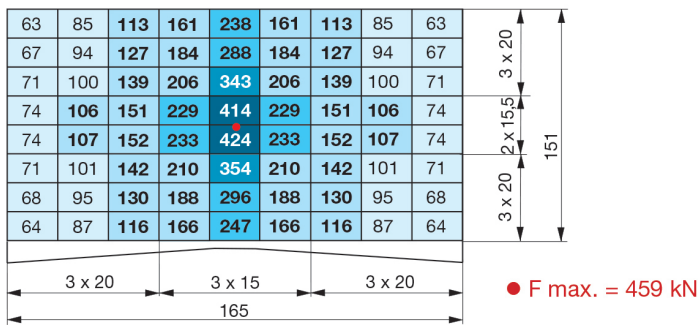 63 85 113 161 238 161 113 85 63
67 94 127 184 288 184 127 94 67
71 100 139 206 343 206 139 100 71
74 106 151 229 414 229 151 106 74
74 107 152 233 424 233 152 107 74
71 101 142 210 354 210 142 101 71
68 95 130 188 296 188 130 95 68
64 87 116 166 247 166 116 87 64
3 x 20
2 x 15,5
3 x 20
151
3 x 20 3 x 15 3 x 20
165
F max. = 459 kN